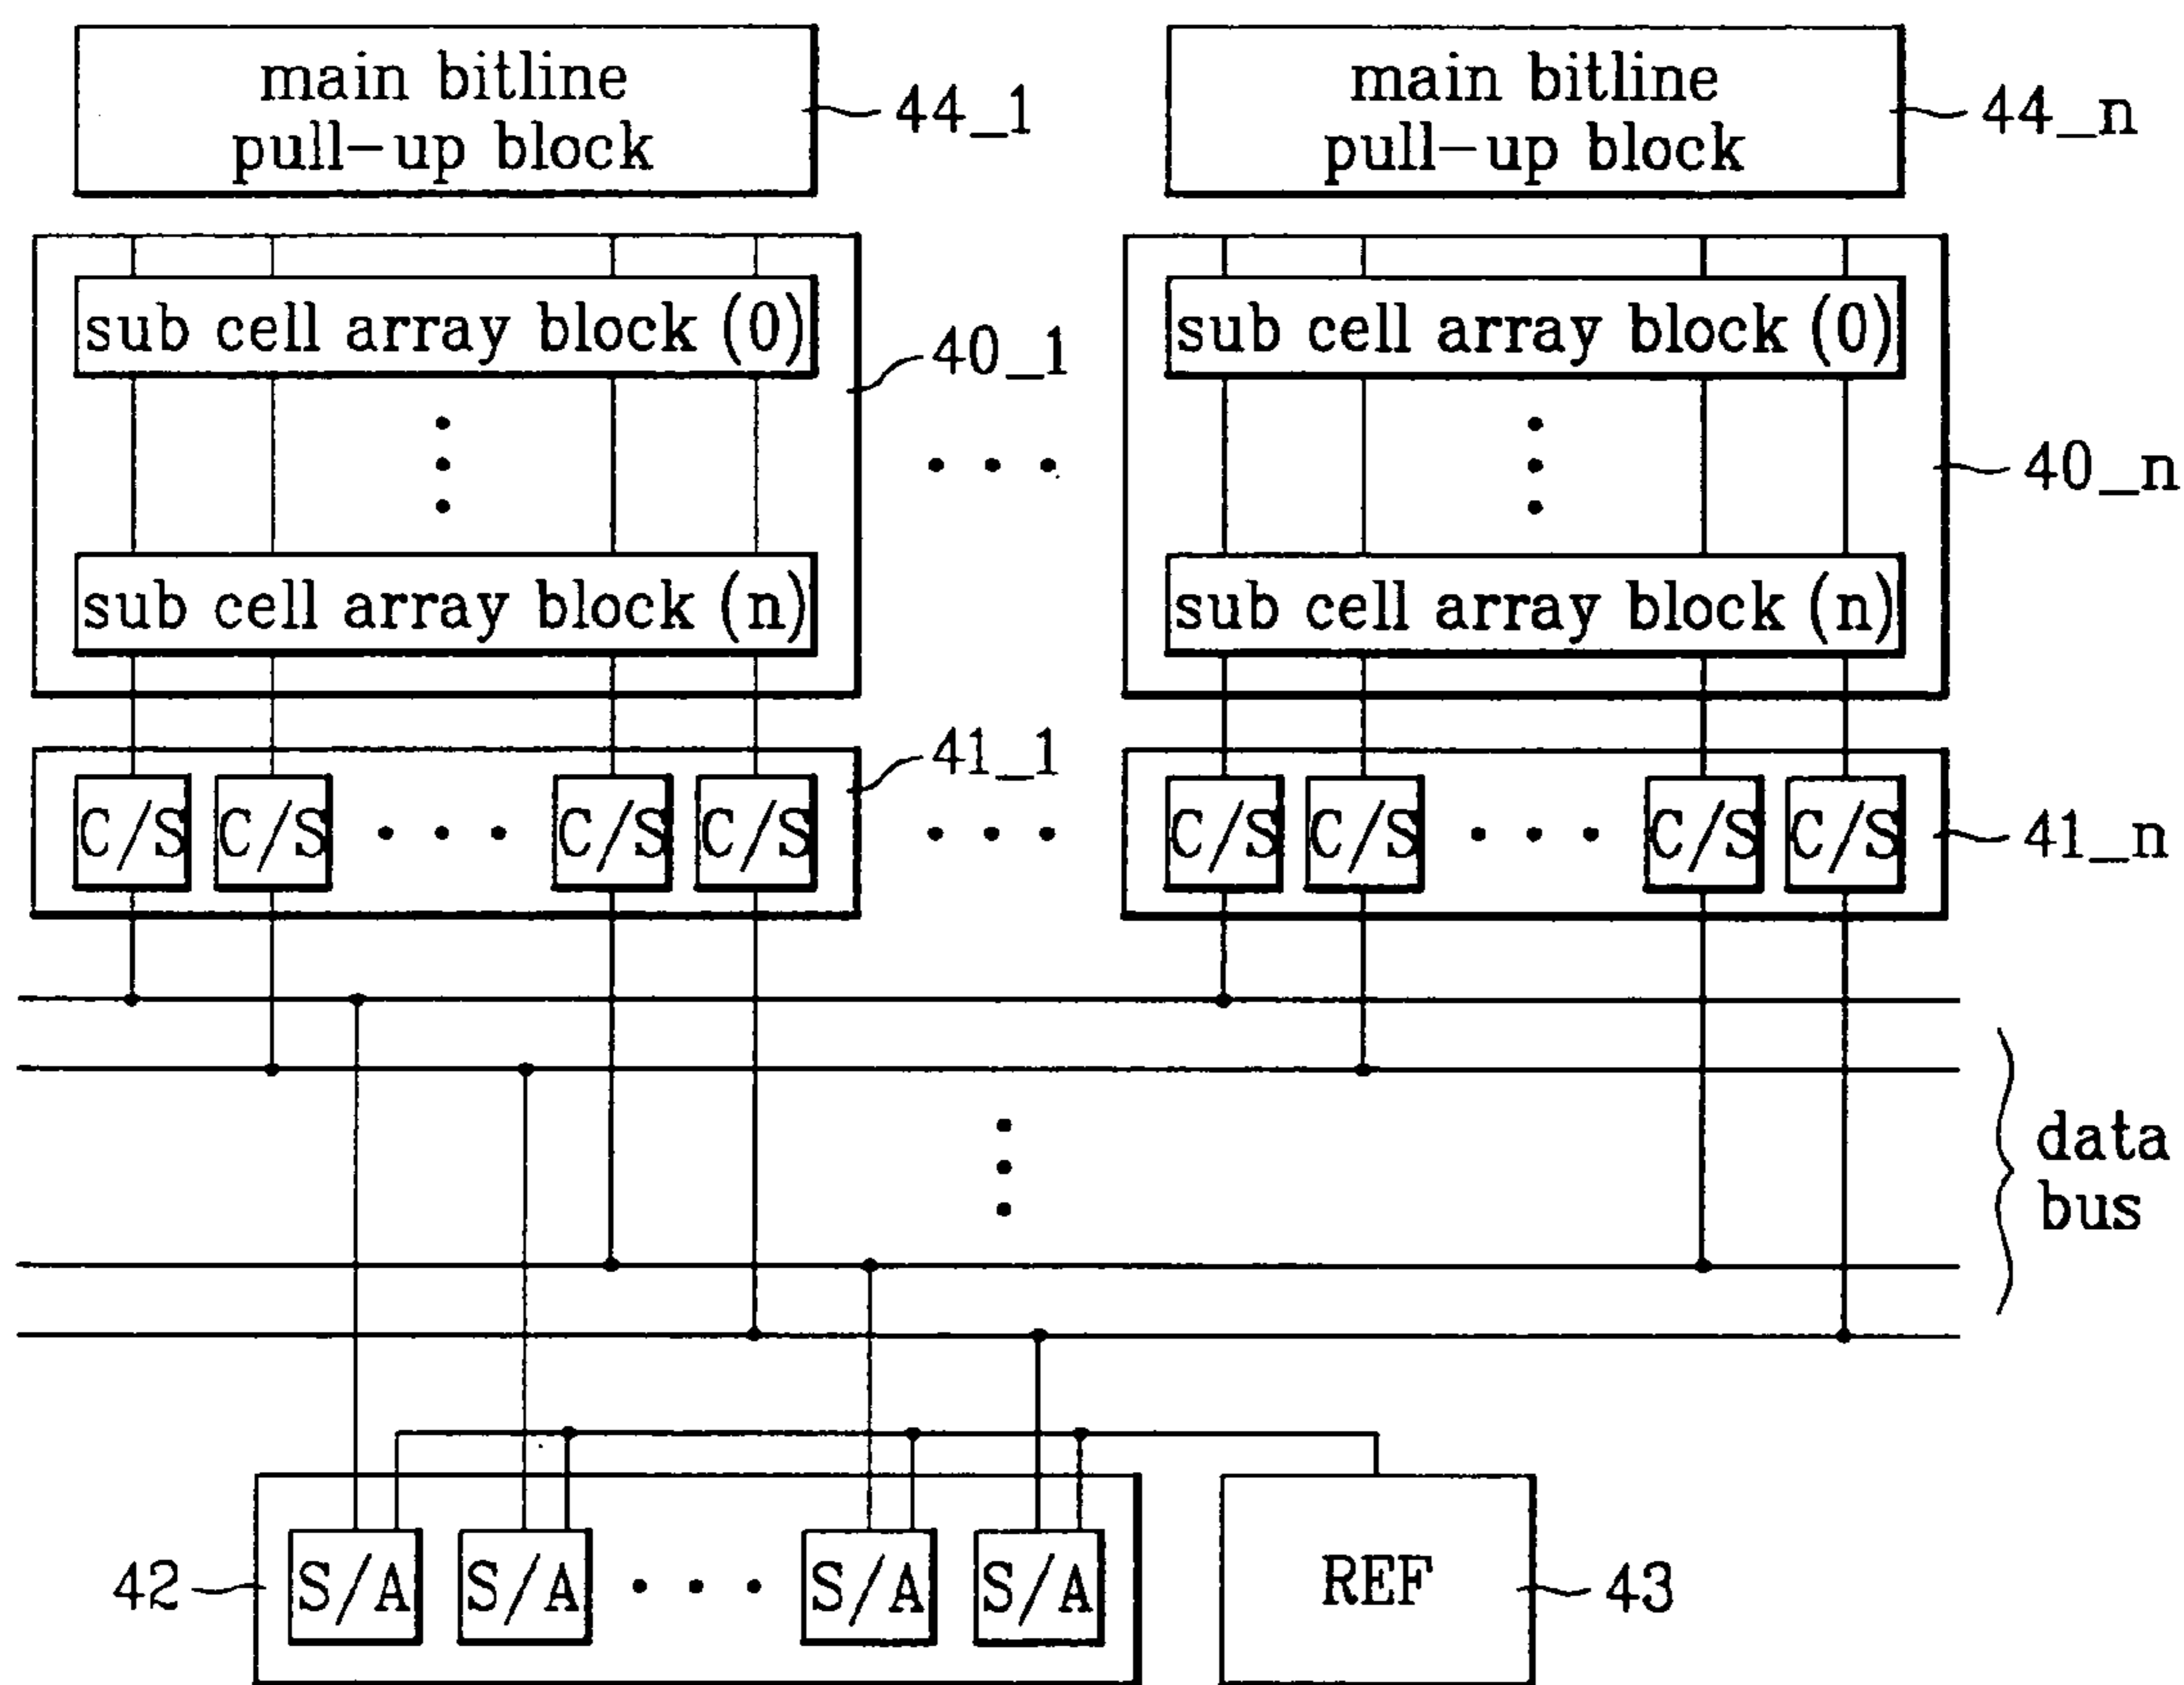 main bitline
pull-up block
44_1
main bitline
pull-up block
44_n
sub cell array block (0)
40_1
sub cell array block (0)
sub cell array block (n)
sub cell array block (n)
40_n
41_1
C/S C/S C/S C/S
C/S C/S C/S C/S
41_n
data
bus
42
S/A S/A S/A S/A
REF
43